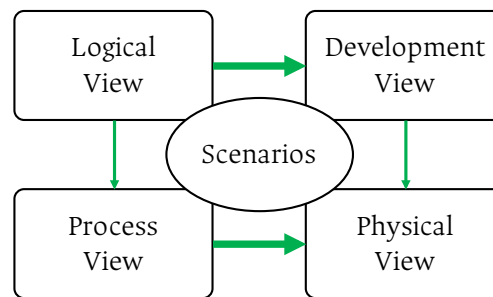 Logical
View
Development
View
Scenarios
Process
View
Physical
View